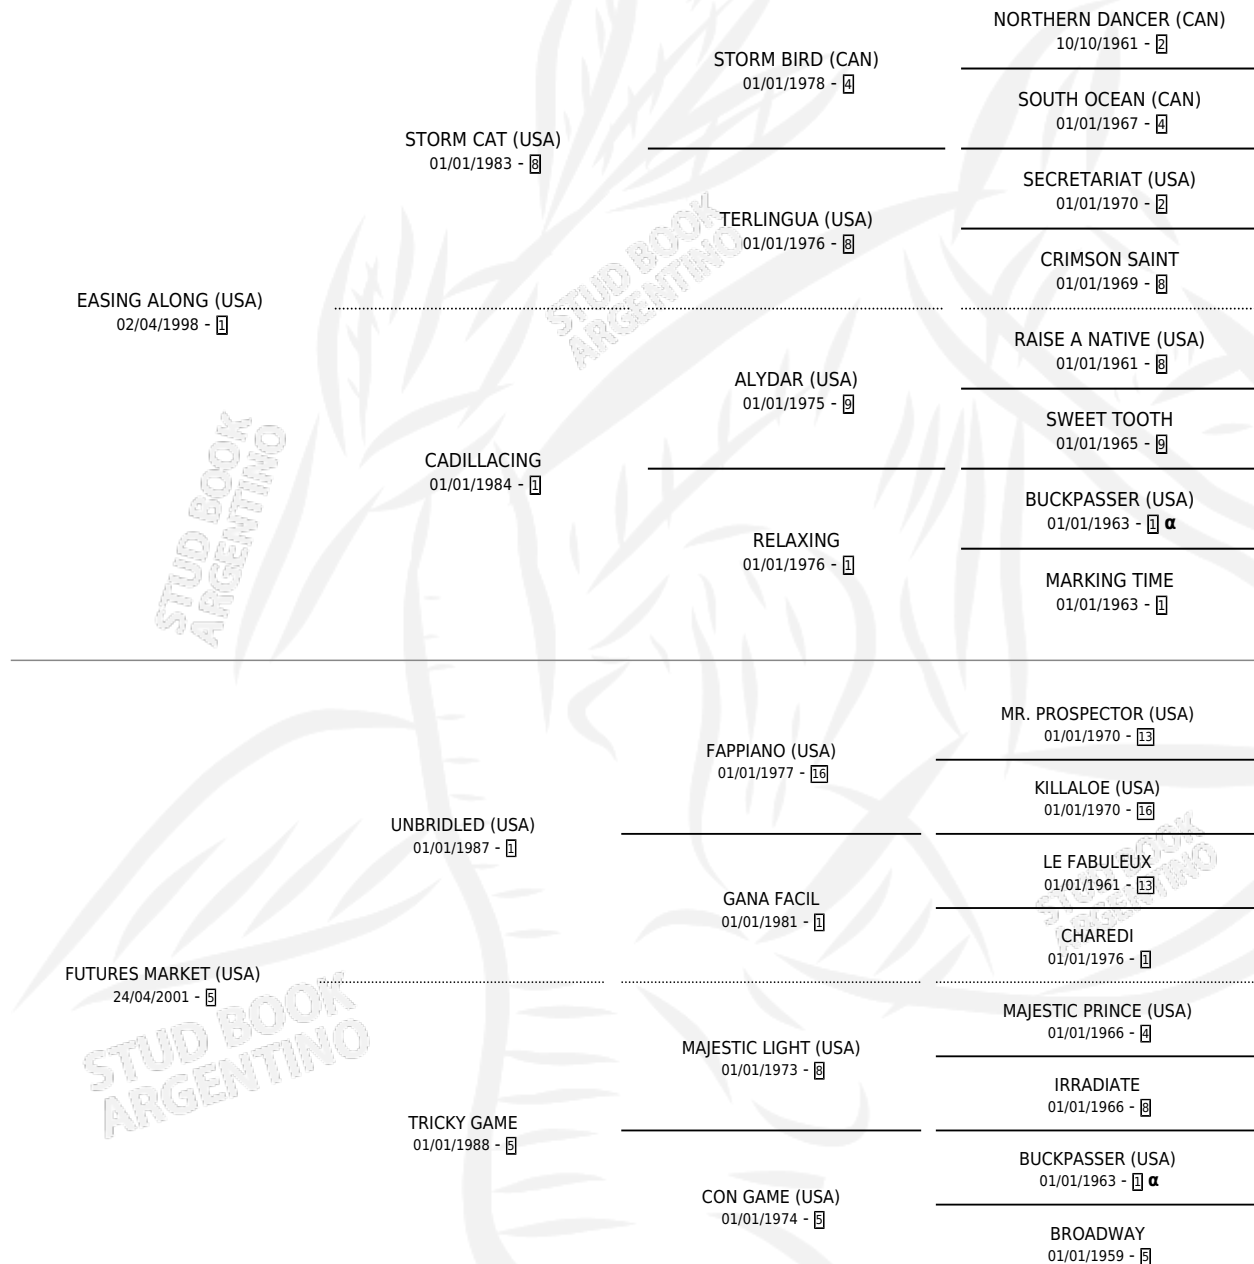 NORTHERN DANCER (CAN)
10/10/1961 - 2
STORM BIRD (CAN)
01/01/1978 - 4
SOUTH OCEAN (CAN)
01/01/1967 - 4
STORM CAT (USA)
01/01/1983 - 8
SECRETARIAT (USA)
01/01/1970 - 2
TERLINGUA (USA)
01/01/1976 - 8
CRIMSON SAINT
01/01/1969 - 8
EASING ALONG (USA)
02/04/1998 - 1
RAISE A NATIVE (USA)
01/01/1961 - 8
ALYDAR (USA)
01/01/1975 - 9
SWEET TOOTH
01/01/1965 - 9
CADILLACING
01/01/1984 - 1
BUCKPASSER (USA)
01/01/1963 - 1 α
RELAXING
01/01/1976 - 1
MARKING TIME
01/01/1963 - 1
MR. PROSPECTOR (USA)
01/01/1970 - 13
FAPPIANO (USA)
01/01/1977 - 16
KILLALOE (USA)
01/01/1970 - 16
UNBRIDLED (USA)
01/01/1987 - 1
LE FABULEUX
01/01/1961 - 13
GANA FACIL
01/01/1981 - 1
CHAREDI
01/01/1976 - 1
FUTURES MARKET (USA)
24/04/2001 - 5
MAJESTIC PRINCE (USA)
01/01/1966 - 4
MAJESTIC LIGHT (USA)
01/01/1973 - 8
IRRADIATE
01/01/1966 - 8
TRICKY GAME
01/01/1988 - 5
BUCKPASSER (USA)
01/01/1963 - 1 α
CON GAME (USA)
01/01/1974 - 5
BROADWAY
01/01/1959 - 5
STUD BOOK
ARGENTINO
STUD BOOK
ARGENTINO
STUD BOOK
ARGENTINO
STUD BOOK
ARGENTINO